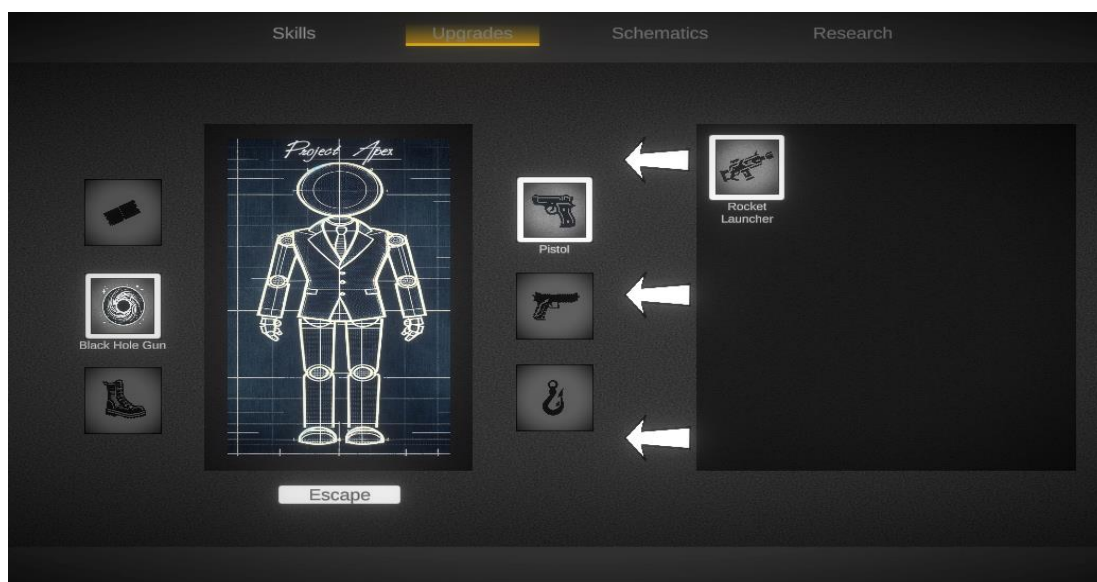 Skills
Upgrades
Schematics
Research
Project Apex
Black Hole Gun
Pistol
Rocket
Launcher
Escape